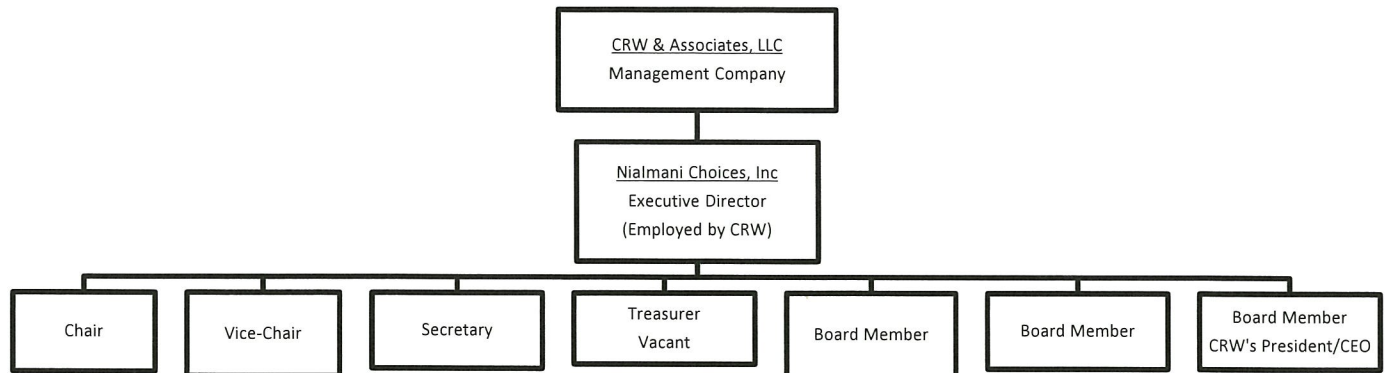 CRW & Associates, LLC
Management Company
NiaImani Choices, Inc
Executive Director
(Employed by CRW)
Chair
Vice-Chair
Secretary
Treasurer
Vacant
Board Member
Board Member
Board Member
CRW's President/CEO